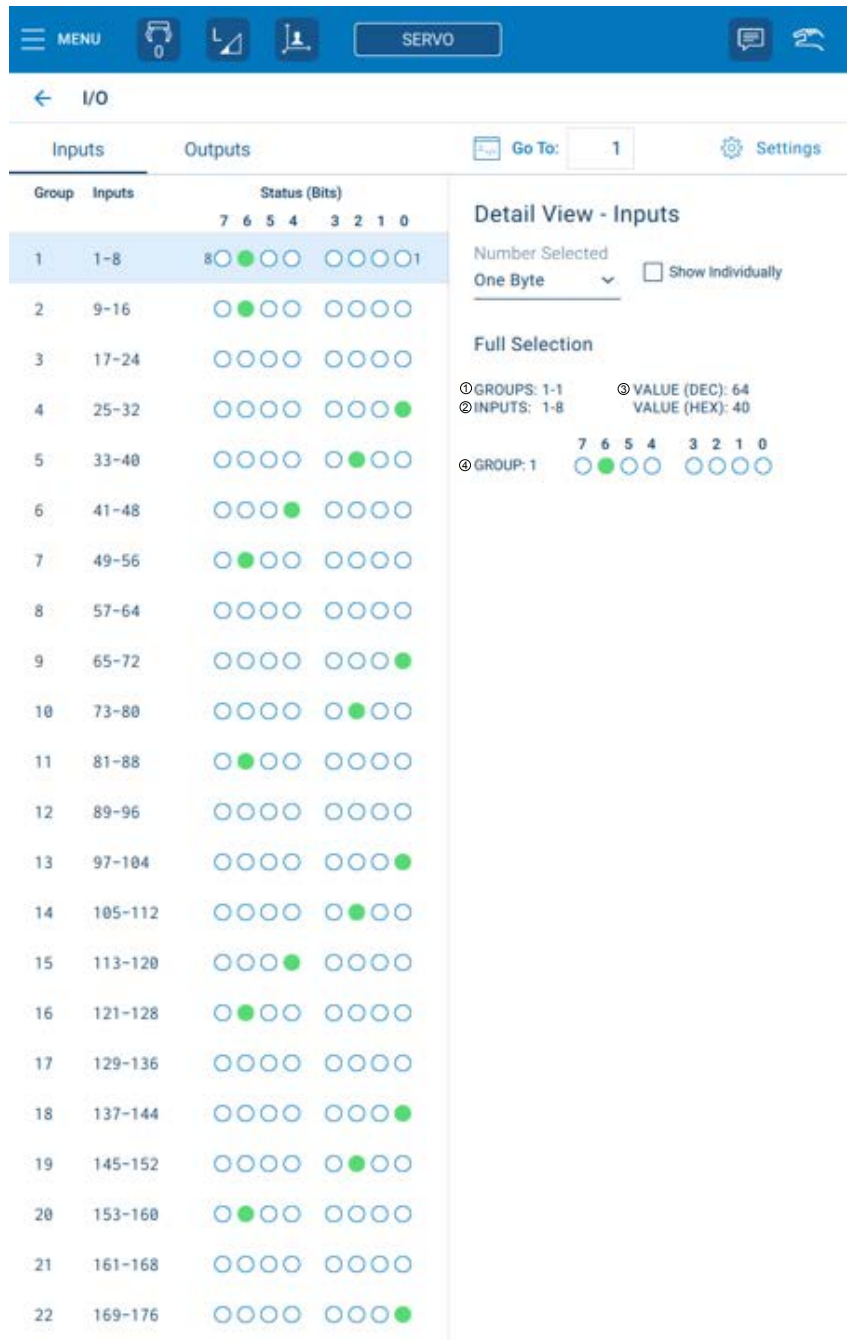 MENU 0 L SERVO
I/O
Inputs Outputs Go To: 1 Settings
Group Inputs Status (Bits)
7 6 5 4 3 2 1 0
1 1-8 8 1
2 9-16
3 17-24
4 25-32
5 33-40
6 41-48
7 49-56
8 57-64
9 65-72
10 73-80
11 81-88
12 89-96
13 97-104
14 105-112
15 113-120
16 121-128
17 129-136
18 137-144
19 145-152
20 153-160
21 161-168
22 169-176
Detail View - Inputs
Number Selected
One Byte Show Individually
Full Selection
① GROUPS: 1-1 ③ VALUE (DEC): 64
② INPUTS: 1-8 VALUE (HEX): 40
7 6 5 4 3 2 1 0
④ GROUP: 1